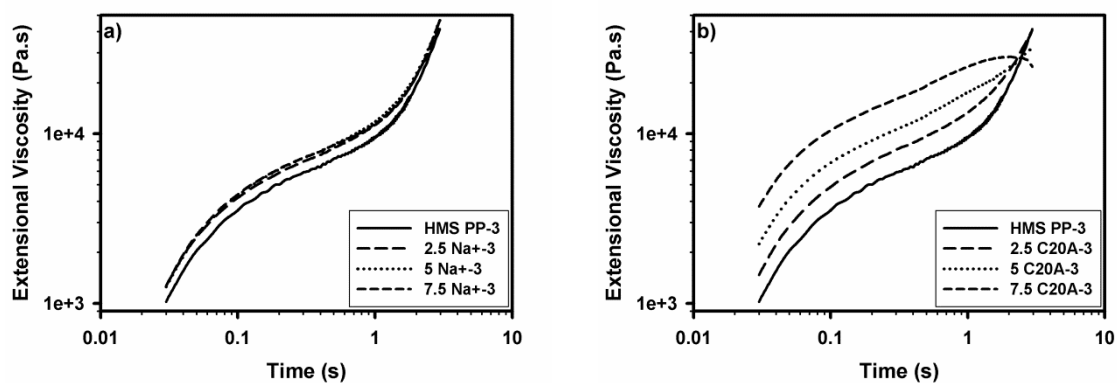 a)
Extensional Viscosity (Pa.s)
1e+4
1e+3
HMS PP-3
2.5 Na+-3
5 Na+-3
7.5 Na+-3
0.01 0.1 1 10
Time (s)
b)
Extensional Viscosity (Pa.s)
1e+4
1e+3
HMS PP-3
2.5 C20A-3
5 C20A-3
7.5 C20A-3
0.01 0.1 1 10
Time (s)